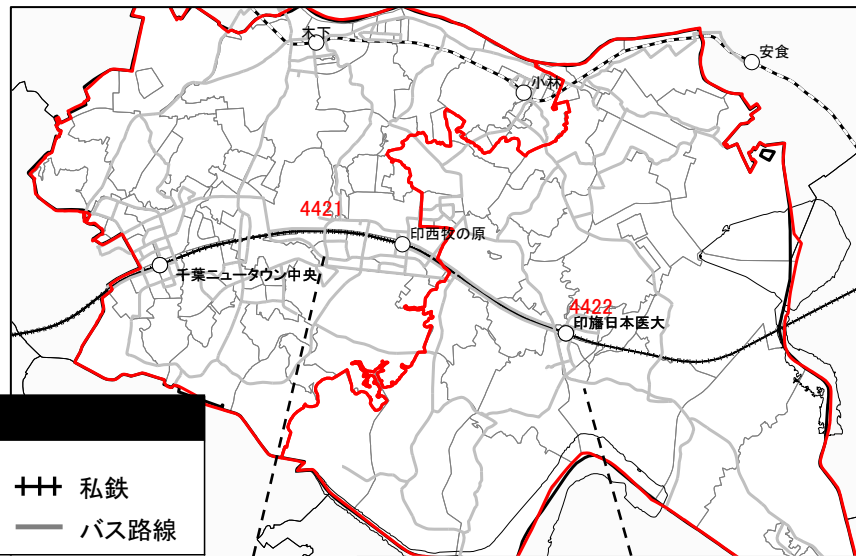 木下
安食
小林
4421
印西牧の原
千葉ニュータウン中央
4422
印旛日本医大
私鉄
バス路線